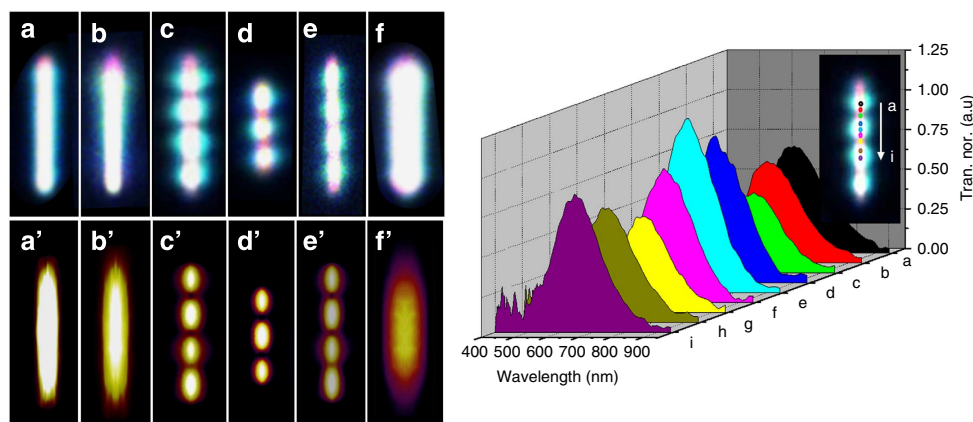 a b c d e f
a’ b’ c’ d’ e’ f’
1.25
1.00
0.75
0.50
0.25
0.00
Tran. nor. (a.u)
a
i
a
b
c
d
e
f
g
h
i
400 500 600 700 800 900
Wavelength (nm)